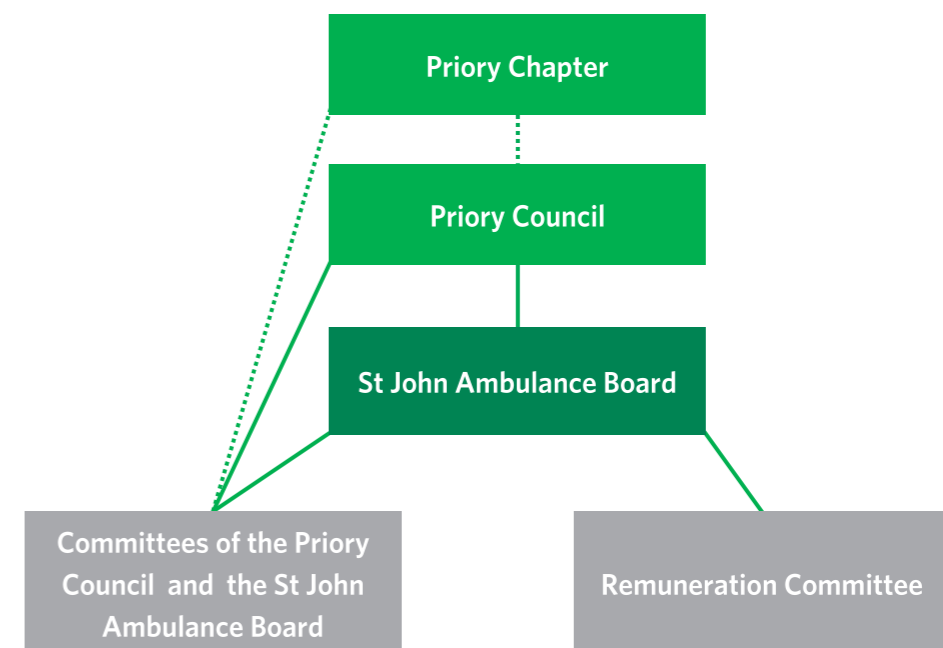 Priory Chapter
Priory Council
St John Ambulance Board
Committees of the Priory
Council and the St John
Ambulance Board
Remuneration Committee